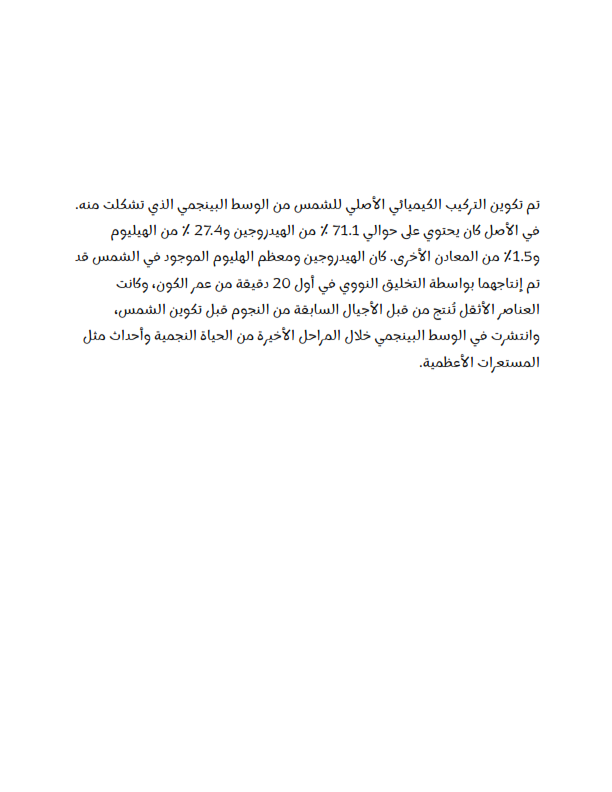 تم تكوين التركيب الكيميائي الأصلي للشمس من الوسط البينجمي الذي تشكلت منه.
في الأصل كان يحتوي على حوالي 71.1 ٪ من الهيدروجين و27.4 ٪ من الهيليوم
و1.5٪ من المعادن الأخرى. كان الهيدروجين ومعظم الهليوم الموجود في الشمس قد
تم إنتاجهما بواسطة التخليق النووي في أول 20 دقيقة من عمر الكون، وكانت
العناصر الأثقل تُنتج من قبل الأجيال السابقة من النجوم قبل تكوين الشمس،
وانتشرت في الوسط البينجمي خلال المراحل الأخيرة من الحياة النجمية وأحداث مثل
المستعرات الأعظمية.